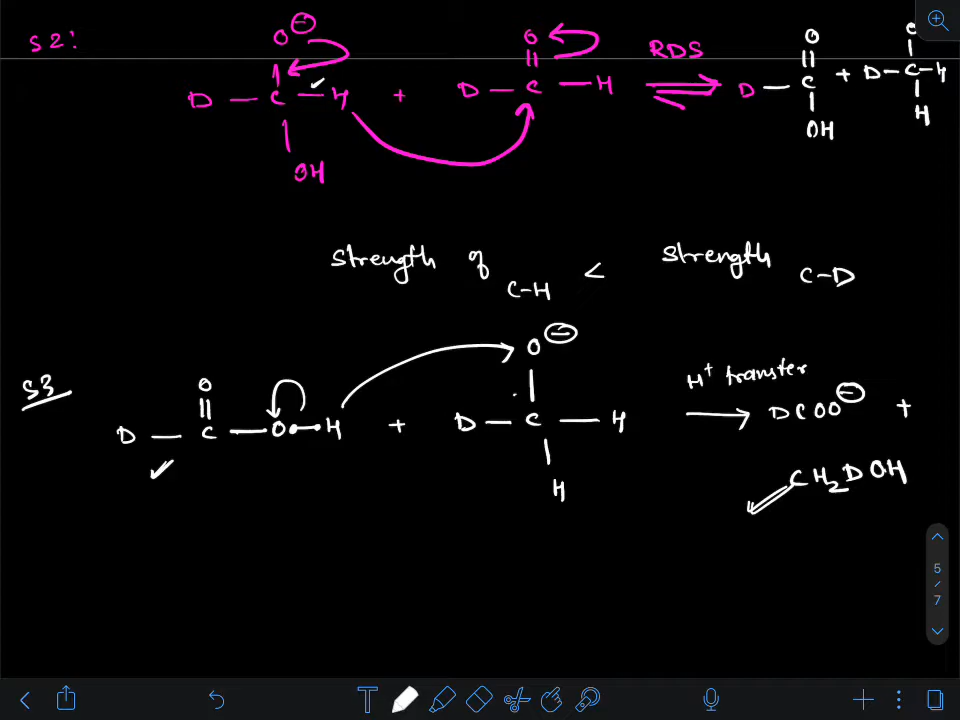 S2:
O⊖ O RDS O O
D — C — H + D — C — H ⇌ D — C + D — C — H
OH OH H
Strength of C-H < Strength C-D
S3
O O⊖ H⁺ transfer
D — C — O — H + D — C — H → DCOO⊖ +
H
CH₂DOH
5
/
7
T